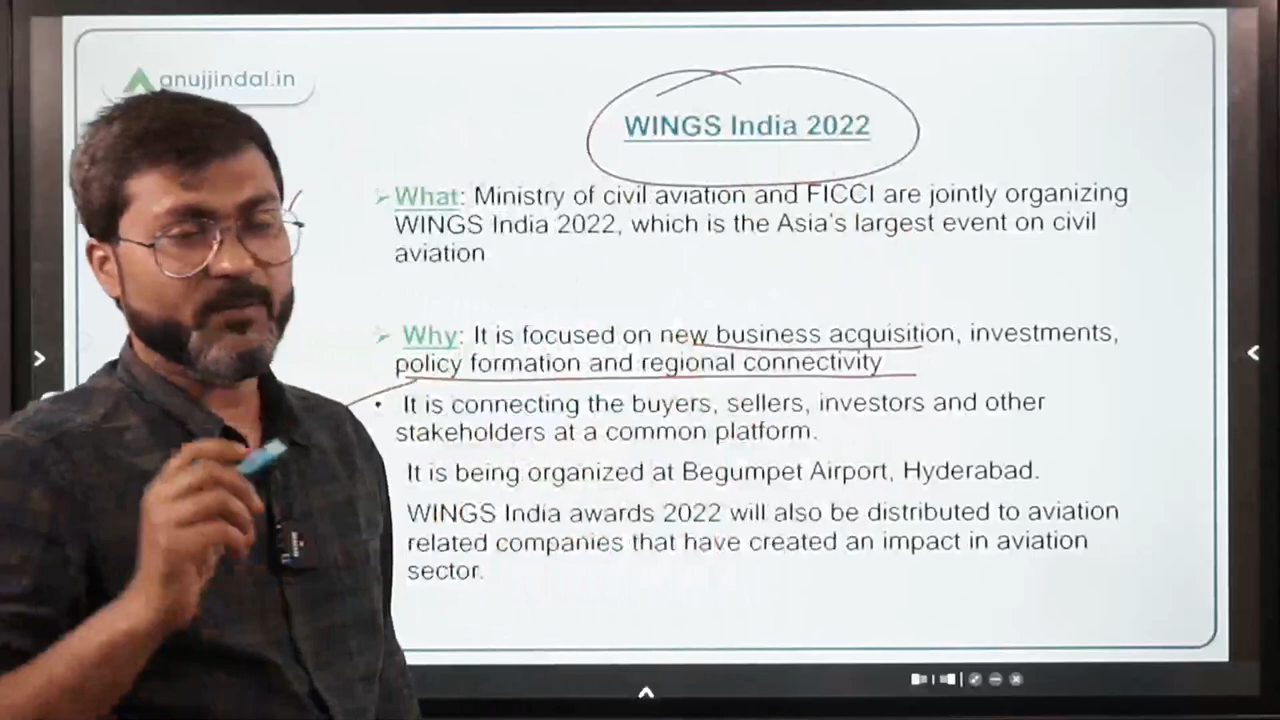 anujjindal.in
WINGS India 2022
What: Ministry of civil aviation and FICCI are jointly organizing
WINGS India 2022, which is the Asia's largest event on civil
aviation
Why: It is focused on new business acquisition, investments,
policy formation and regional connectivity
• It is connecting the buyers, sellers, investors and other
stakeholders at a common platform.
It is being organized at Begumpet Airport, Hyderabad.
WINGS India awards 2022 will also be distributed to aviation
related companies that have created an impact in aviation
sector.